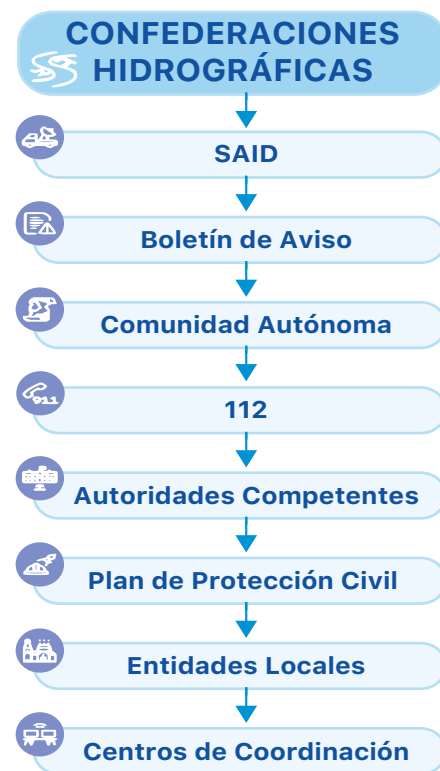 CONFEDERACIONES
HIDROGRÁFICAS
SAID
Boletín de Aviso
Comunidad Autónoma
911
112
Autoridades Competentes
Plan de Protección Civil
Entidades Locales
Centros de Coordinación